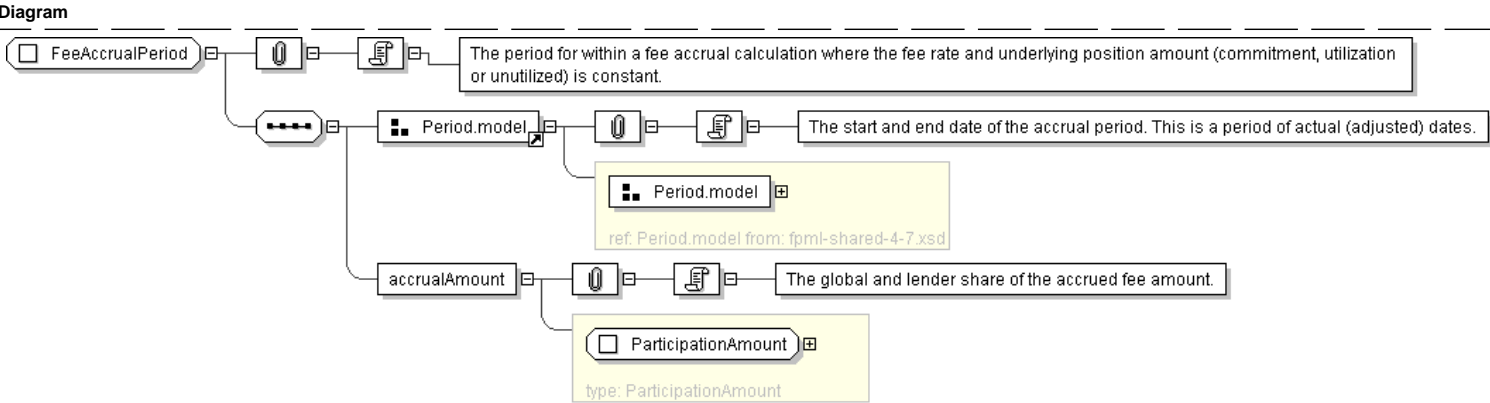 Diagram
FeeAccrualPeriod
The period for within a fee accrual calculation where the fee rate and underlying position amount (commitment, utilization
or unutilized) is constant.
Period.model
The start and end date of the accrual period. This is a period of actual (adjusted) dates.
Period.model
ref: Period.model from: fpml-shared-4-7.xsd
accrualAmount
The global and lender share of the accrued fee amount.
ParticipationAmount
type: ParticipationAmount